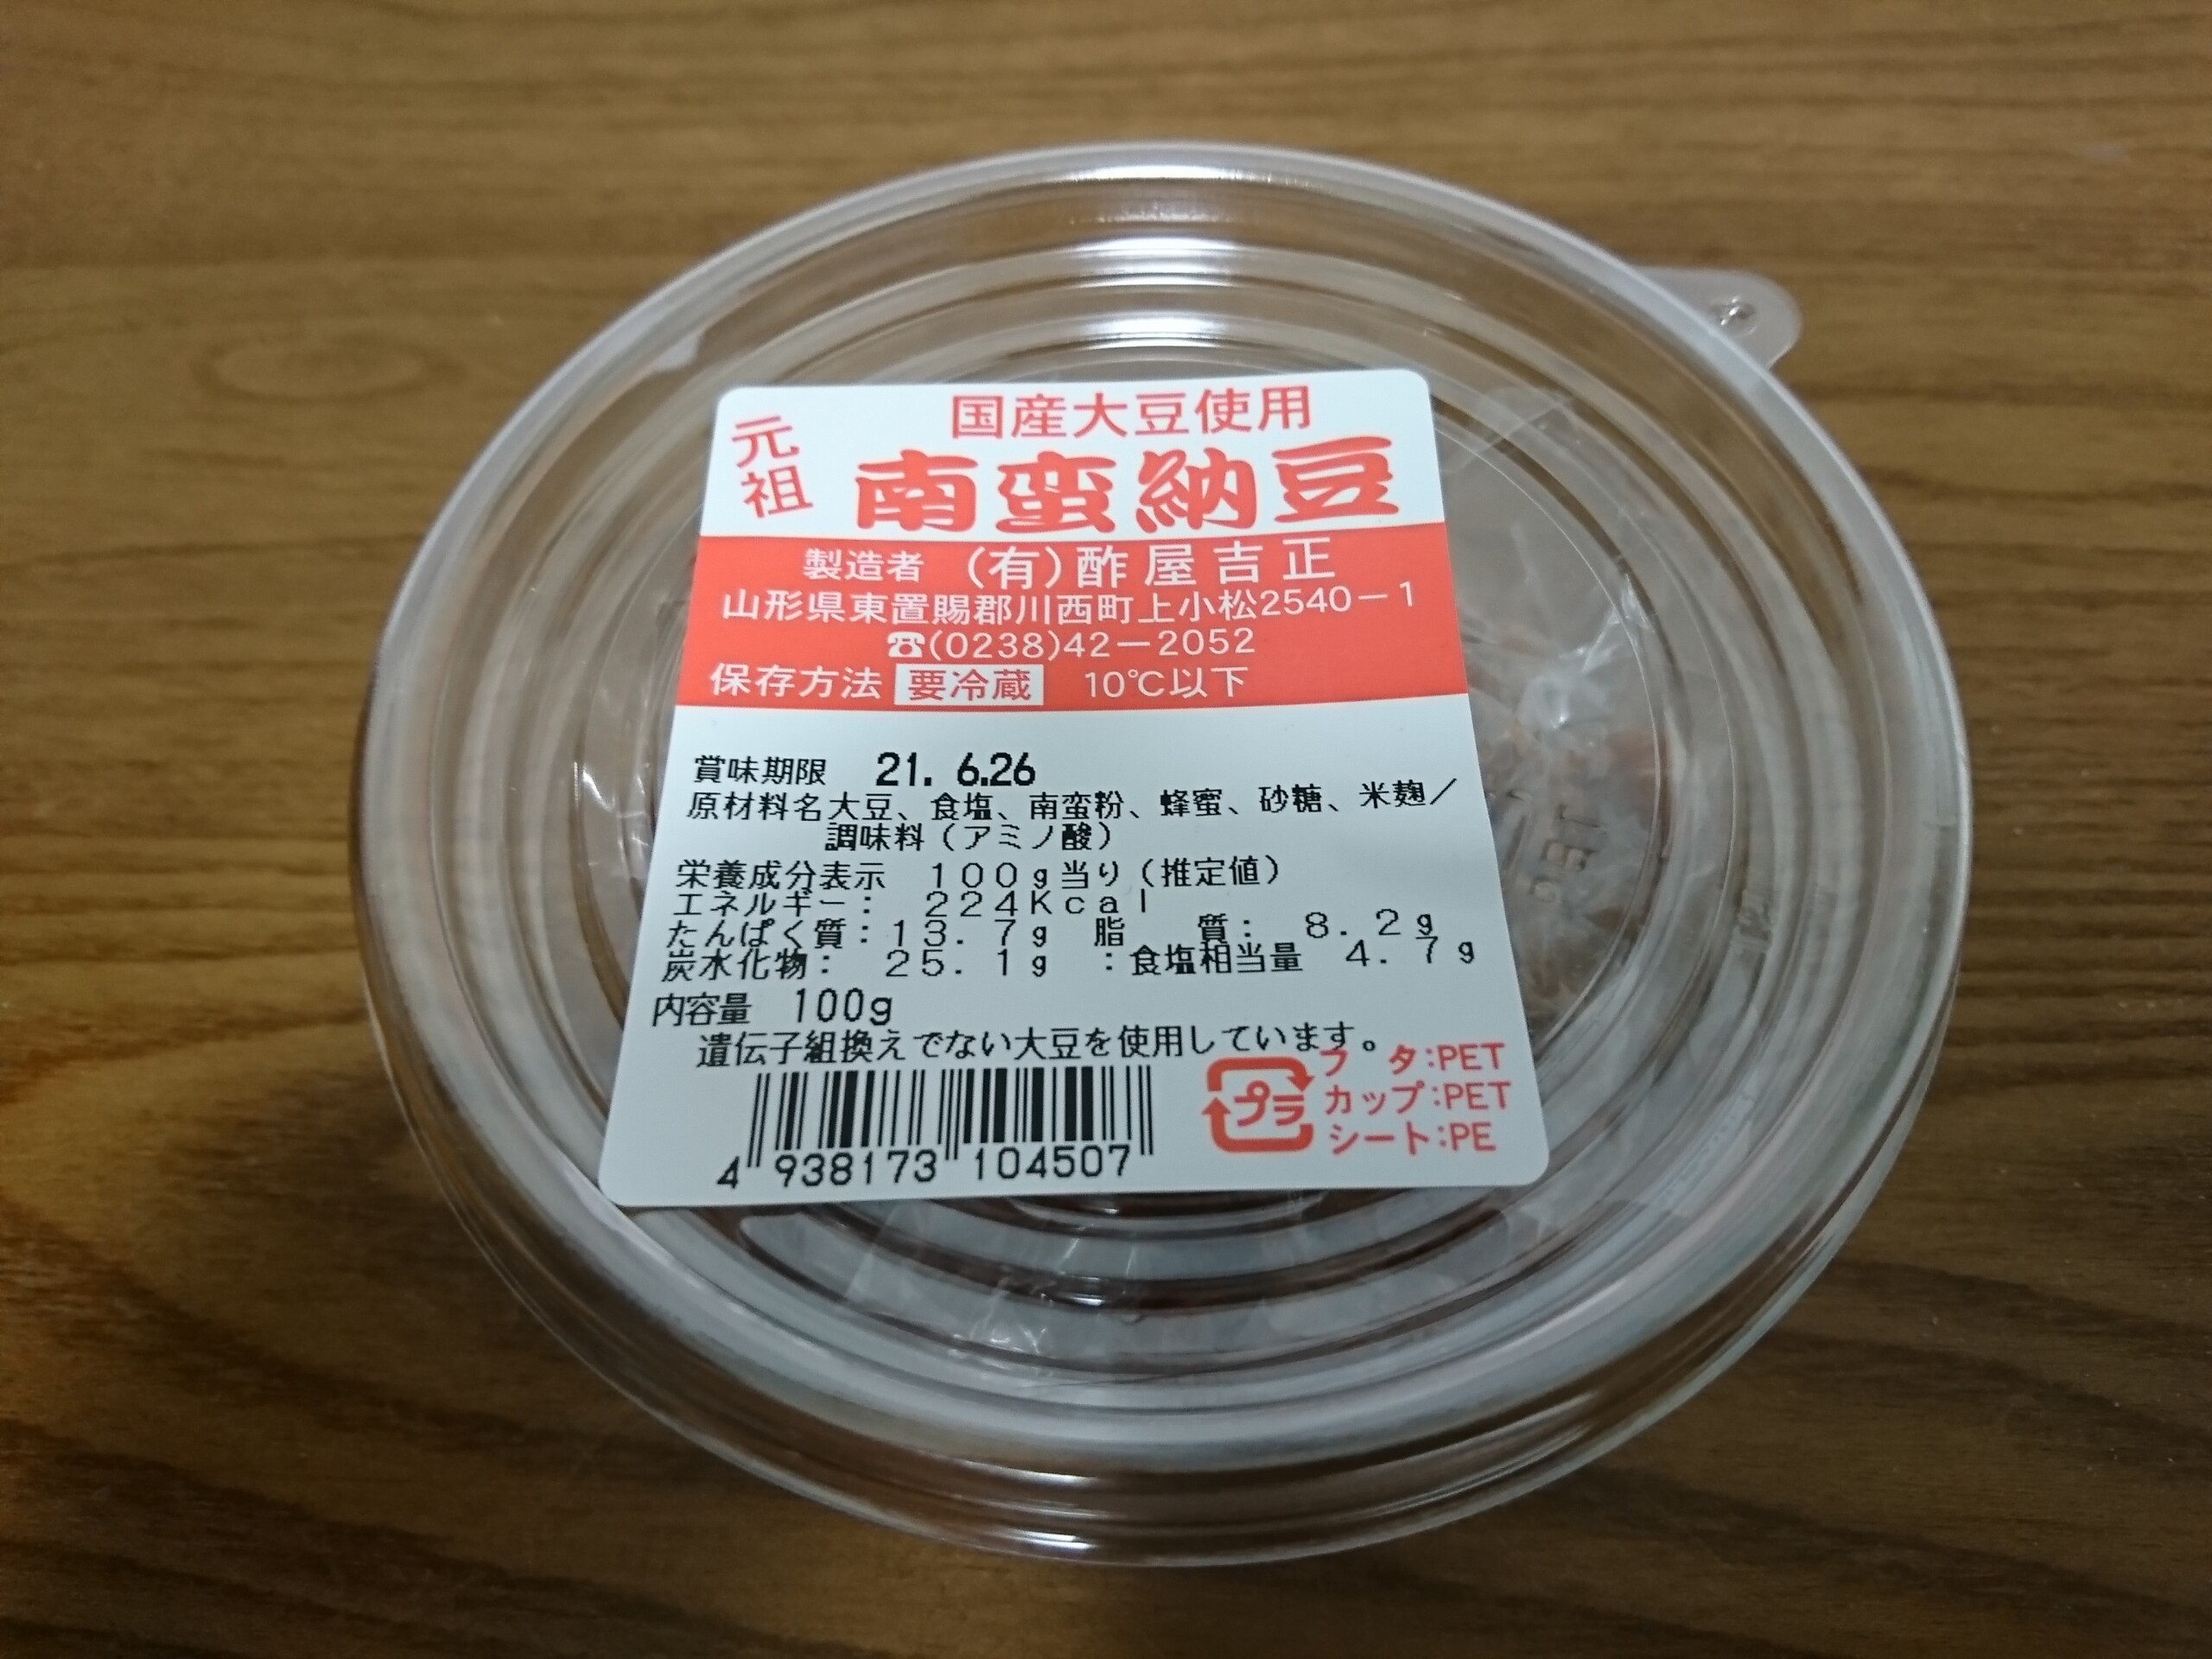 国産大豆使用
元祖
南蛮納豆
製造者 (有)酢屋吉正
山形県東置賜郡川西町上小松2540－1
☎(0238)42－2052
保存方法 要冷蔵 10℃以下
賞味期限 21. 6.26
原材料名大豆、食塩、南蛮粉、蜂蜜、砂糖、米麹／
調味料（アミノ酸）
栄養成分表示 １００g当り（推定値）
エネルギー： ２２４Kcal
たんぱく質：１３．７g 脂 質： ８．２g
炭水化物： ２５．１g ：食塩相当量 ４．７g
内容量 100g
遺伝子組換えでない大豆を使用しています。
プラ
フ タ:PET
カップ:PET
シート:PE
4 938173 104507
PET